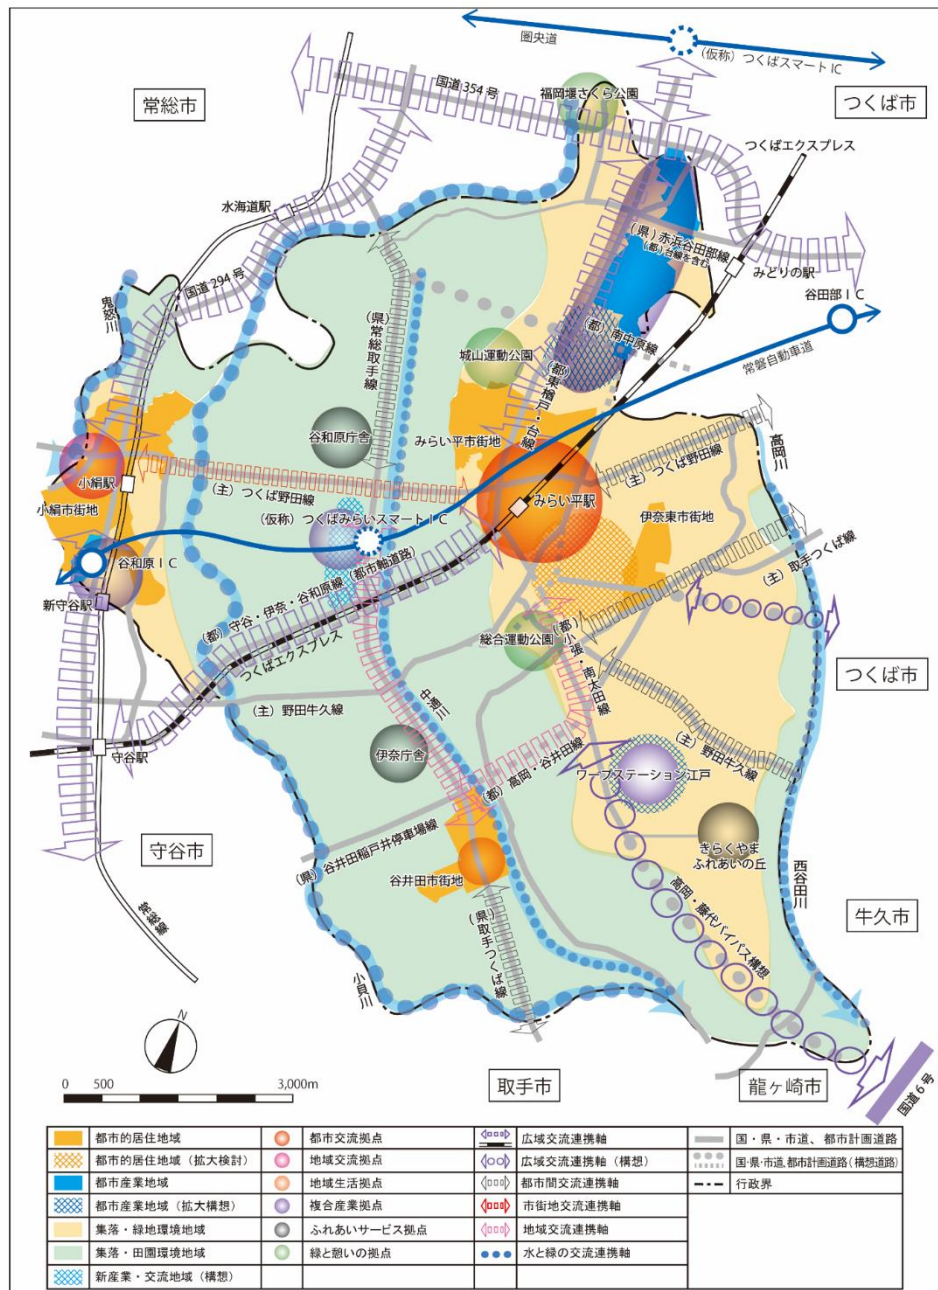 圏央道
（仮称）つくばスマートIC
常総市
国道354号
福岡堰さくら公園
つくば市
つくばエクスプレス
水海道駅
（県）赤浜谷田部線
（都）台線を含む
みどりの駅
谷田部IC
国道294号
鬼怒川
（県）常総取手線
（都）南中原線
城山運動公園
常磐自動車道
（都）東楢戸・台線
谷和原庁舎
みらい平市街地
高岡川
小絹駅
（主）つくば野田線
みらい平駅
（主）つくば野田線
小絹市街地
（仮称）つくばみらいスマートIC
伊奈東市街地
谷和原IC
（主）取手つくば線
新守谷駅
（都）守谷・伊奈・谷和原線（都市軸道路）
総合運動公園
（都）小張・南太田線
つくばエクスプレス
つくば市
（主）野田牛久線
中通川
（主）野田牛久線
守谷駅
伊奈庁舎
（都）高岡・谷井田線
ワープステーション江戸
（県）谷井田稲戸井停車場線
きらくやま
ふれあいの丘
守谷市
谷井田市街地
西谷田川
高岡・藤代バイパス構想
牛久市
常総線
（県）取手つくば線
小貝川
N
0 500 3,000m
取手市
龍ヶ崎市
国道6号
都市的居住地域
都市交流拠点
広域交流連携軸
国・県・市道、都市計画道路
都市的居住地域（拡大検討）
地域交流拠点
広域交流連携軸（構想）
国・県・市道、都市計画道路（構想道路）
都市産業地域
地域生活拠点
都市間交流連携軸
行政界
都市産業地域（拡大構想）
複合産業拠点
市街地交流連携軸
集落・緑地環境地域
ふれあいサービス拠点
地域交流連携軸
集落・田園環境地域
緑と憩いの拠点
水と緑の交流連携軸
新産業・交流地域（構想）